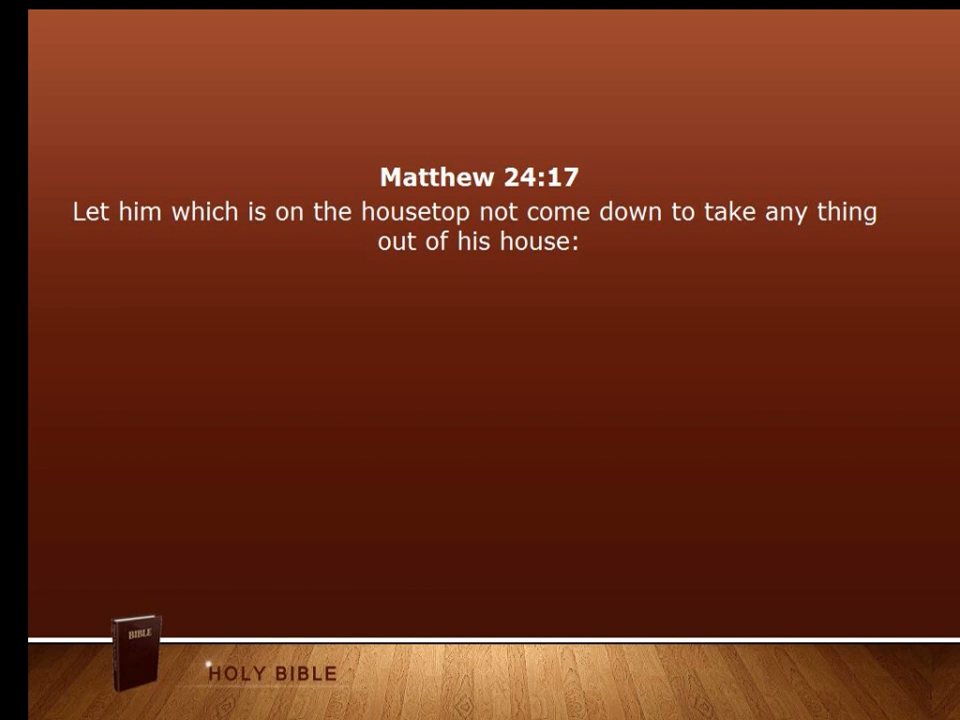 Matthew 24:17
Let him which is on the housetop not come down to take any thing
out of his house:
BIBLE
HOLY BIBLE